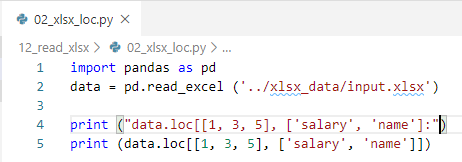 02_xlsx_loc.py ×
12_read_xlsx > 02_xlsx_loc.py > ...
1 import pandas as pd
2 data = pd.read_excel ('../xlsx_data/input.xlsx')
3
4 print ("data.loc[[1, 3, 5], ['salary', 'name']:")
5 print (data.loc[[1, 3, 5], ['salary', 'name']])